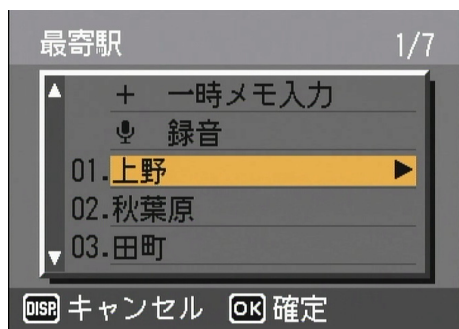 最寄駅 1/7
+ 一時メモ入力
録音
01.上野
02.秋葉原
03.田町
DISP. キャンセル OK 確定